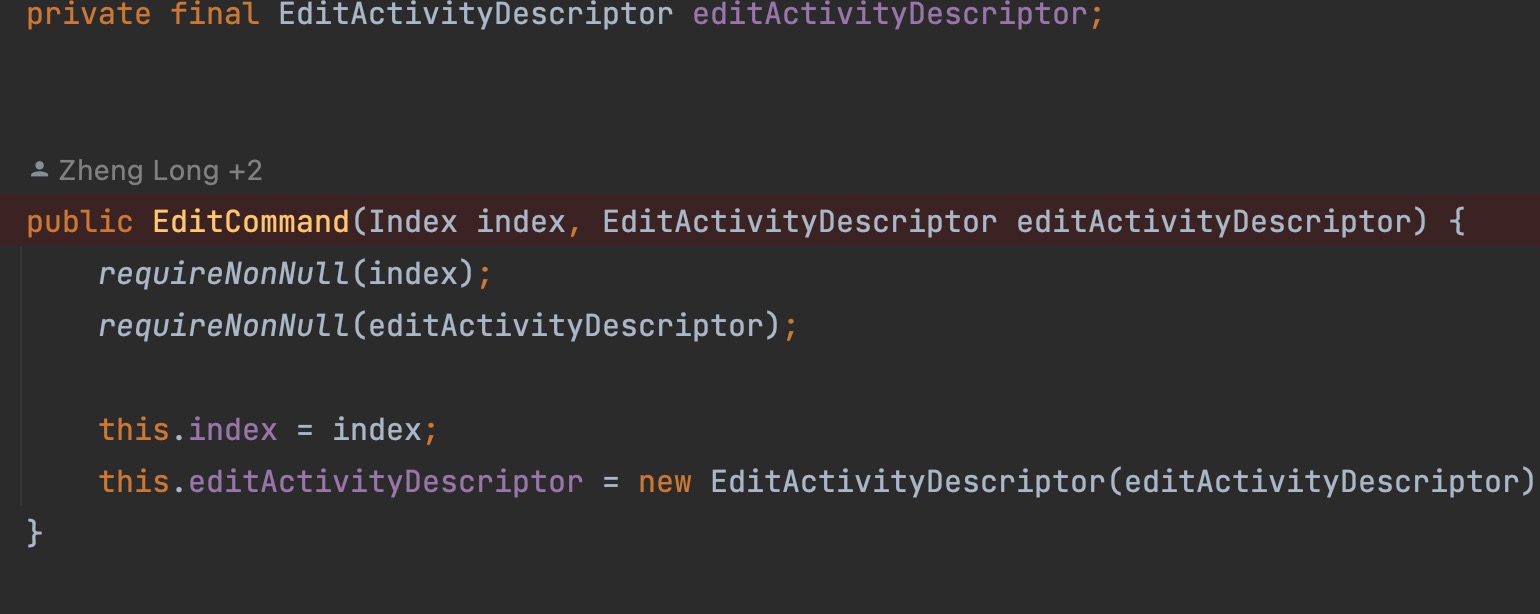 private final EditActivityDescriptor editActivityDescriptor;
Zheng Long +2
public EditCommand(Index index, EditActivityDescriptor editActivityDescriptor) {
requireNonNull(index);
requireNonNull(editActivityDescriptor);
this.index = index;
this.editActivityDescriptor = new EditActivityDescriptor(editActivityDescriptor)
}